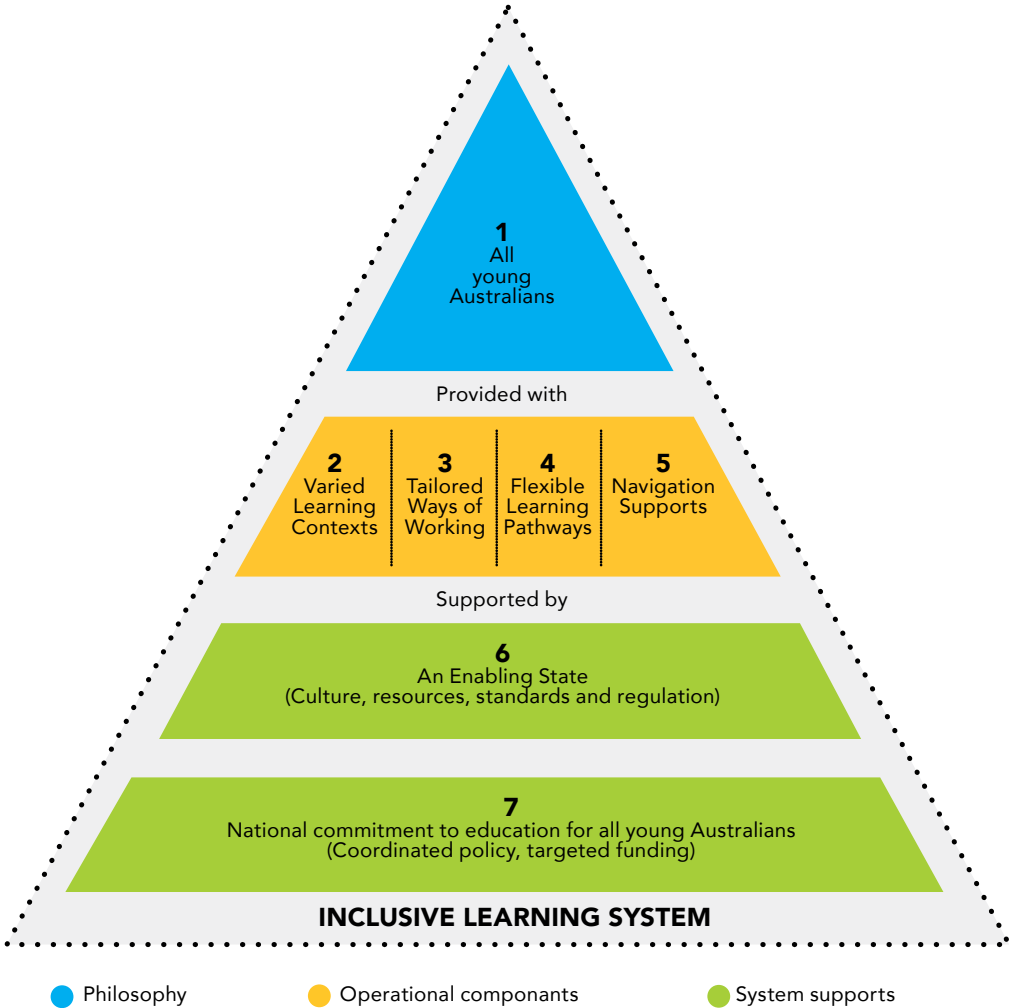 1
All
young
Australians
Provided with
2
Varied
Learning
Contexts
3
Tailored
Ways of
Working
4
Flexible
Learning
Pathways
5
Navigation
Supports
Supported by
6
An Enabling State
(Culture, resources, standards and regulation)
7
National commitment to education for all young Australians
(Coordinated policy, targeted funding)
INCLUSIVE LEARNING SYSTEM
Philosophy
Operational componants
System supports